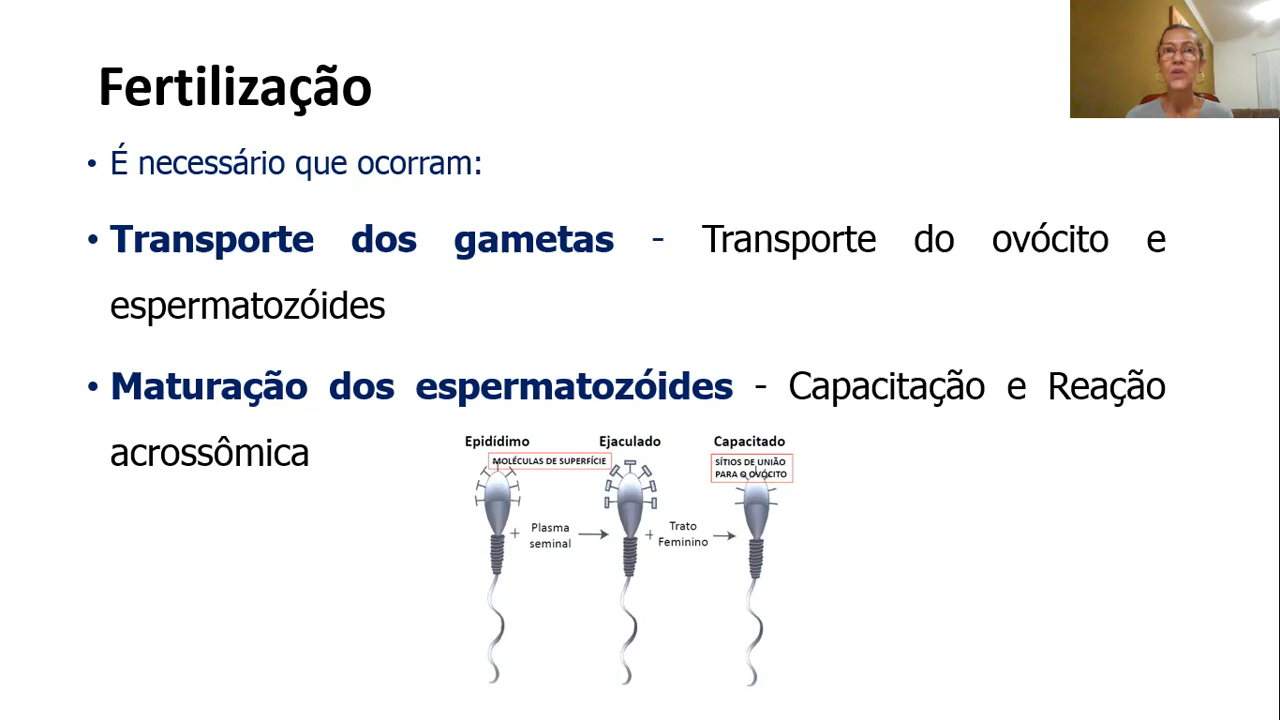 Fertilização
• É necessário que ocorram:
• Transporte dos gametas - Transporte do ovócito e
espermatozóides
• Maturação dos espermatozóides - Capacitação e Reação
acrossômica
Epidídimo
Ejaculado
Capacitado
MOLÉCULAS DE SUPERFÍCIE
SÍTIOS DE UNIÃO
PARA O OVÓCITO
+
Plasma
seminal
+
Trato
Feminino